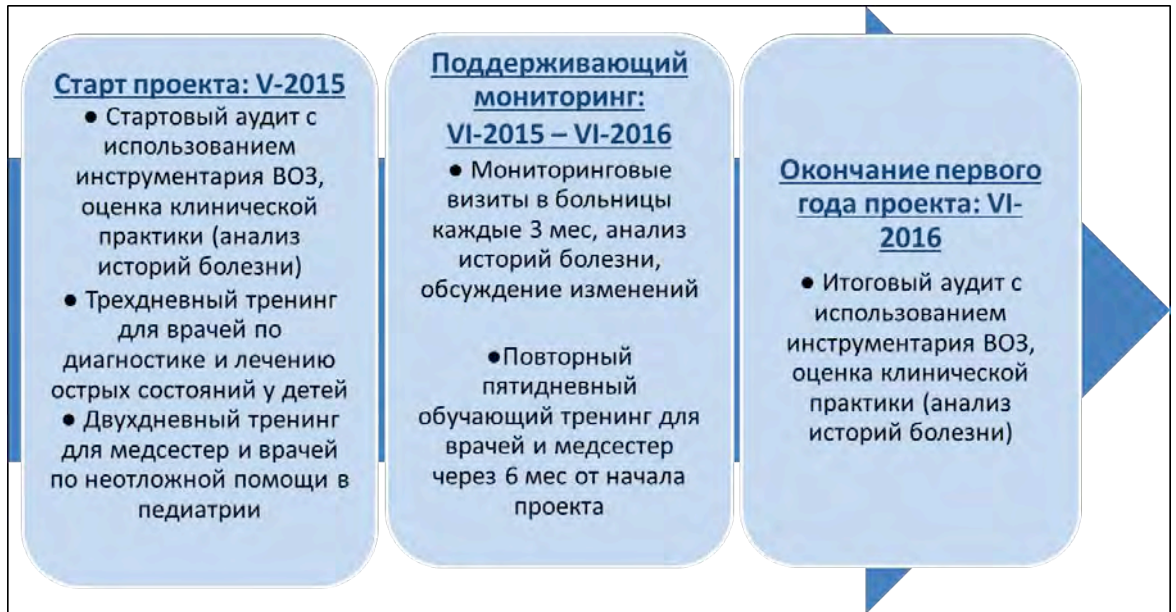 Старт проекта: V-2015
● Стартовый аудит с
использованием
инструментария ВОЗ,
оценка клинической
практики (анализ
историй болезни)
● Трехдневный тренинг
для врачей по
диагностике и лечению
острых состояний у детей
● Двухдневный тренинг
для медсестер и врачей
по неотложной помощи в
педиатрии
Поддерживающий
мониторинг:
VI-2015 – VI-2016
● Мониторинговые
визиты в больницы
каждые 3 мес, анализ
историй болезни,
обсуждение изменений
●Повторный
пятидневный
обучающий тренинг для
врачей и медсестер
через 6 мес от начала
проекта
Окончание первого
года проекта: VI-
2016
● Итоговый аудит с
использованием
инструментария ВОЗ,
оценка клинической
практики (анализ
историй болезни)